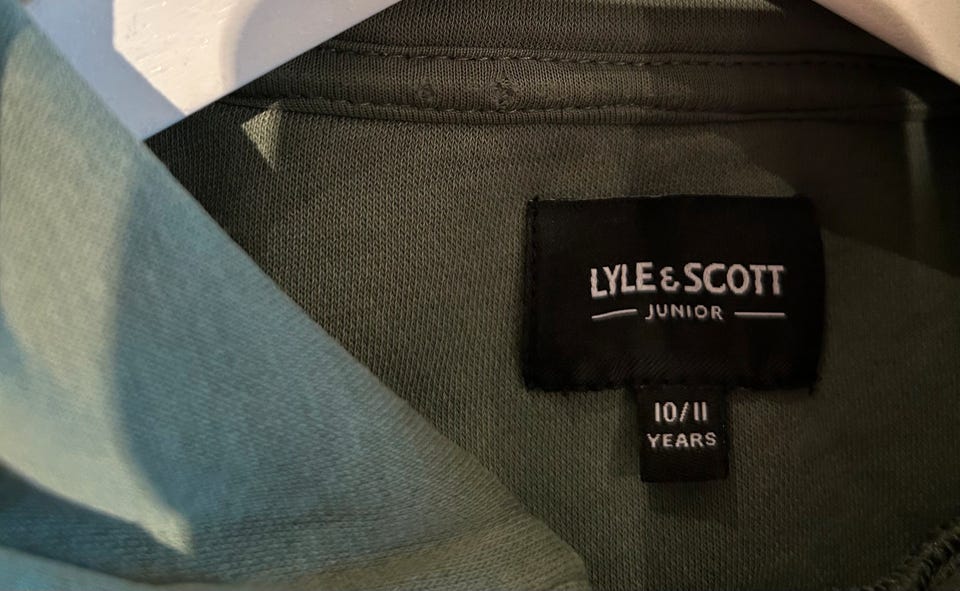 LYLE & SCOTT
JUNIOR
10/11
YEARS